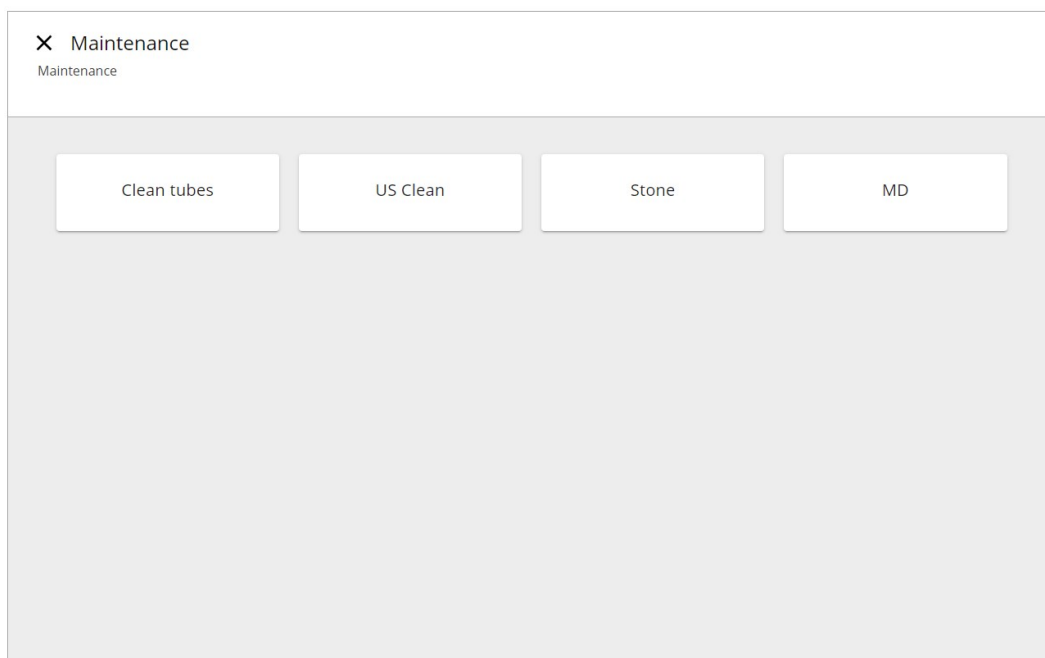 Maintenance
Maintenance
Clean tubes
US Clean
Stone
MD